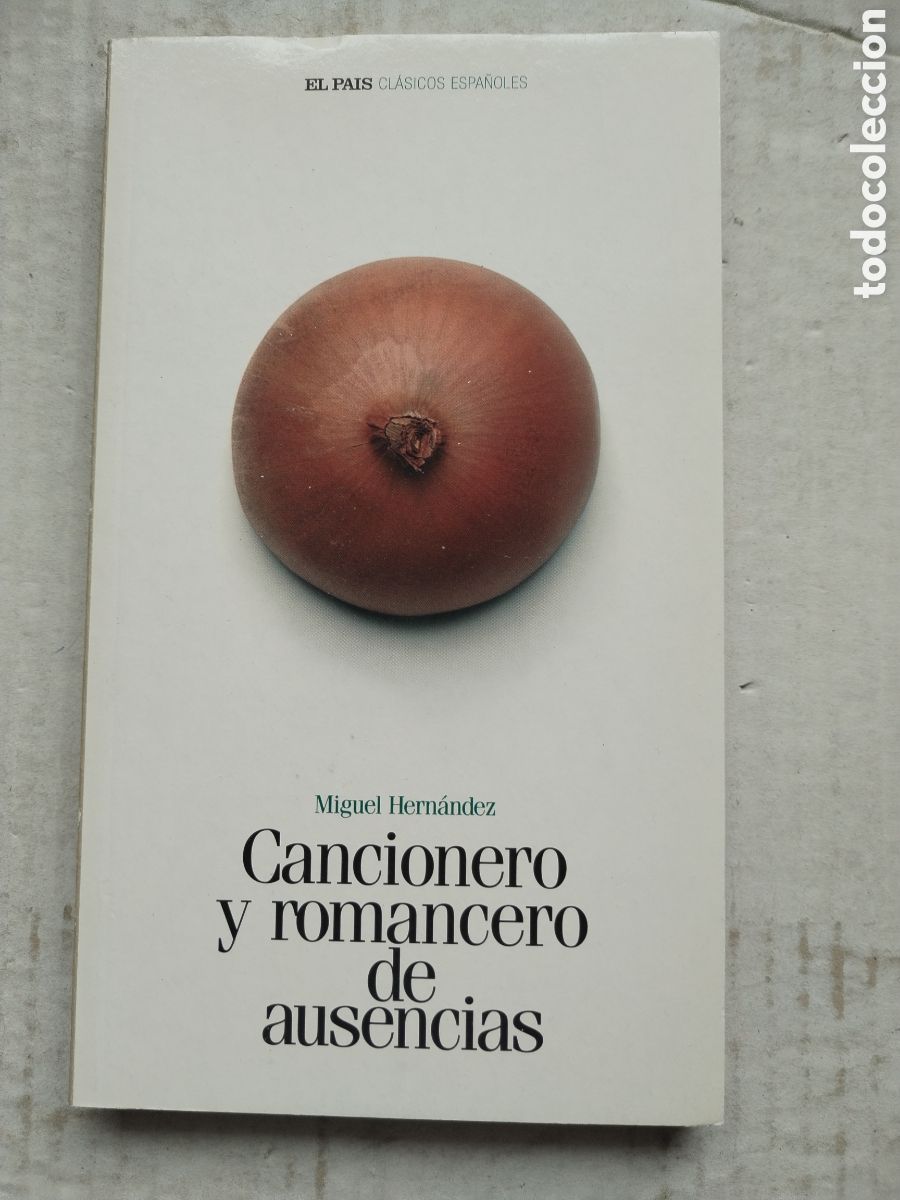 EL PAIS CLÁSICOS ESPAÑOLES
Miguel Hernández
Cancionero
y romancero
de
ausencias
todocoleccion